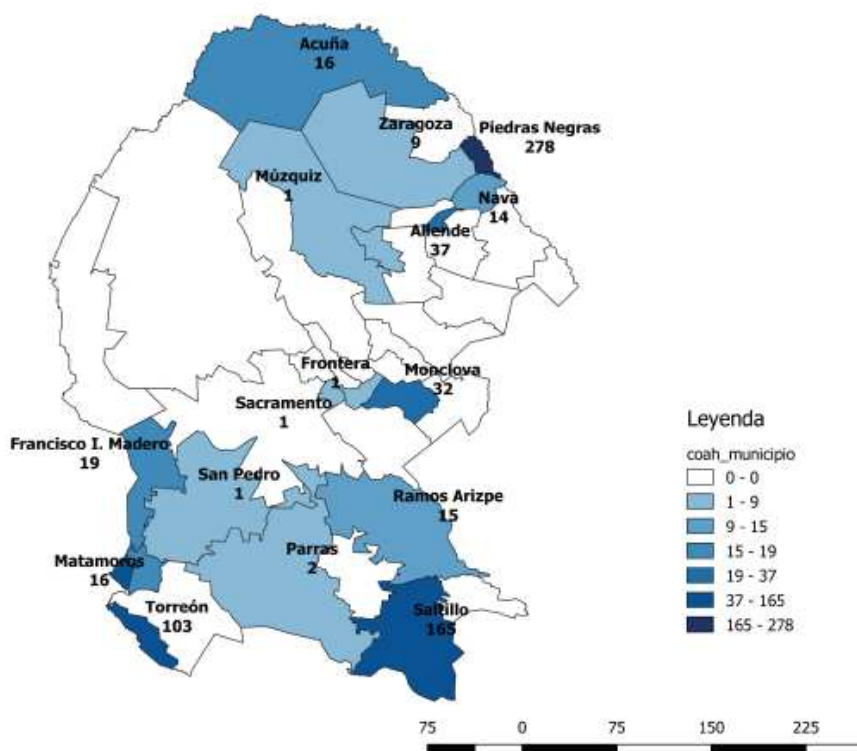 Acuña
16
Zaragoza
9
Piedras Negras
278
Múzquiz
1
Nava
14
Allende
37
Frontera
1
Monclova
32
Sacramento
1
Francisco I. Madero
19
San Pedro
1
Ramos Arizpe
15
Matamoros
16
Parras
2
Torreón
103
Saltillo
165
Leyenda
coah_municipio
0 - 0
1 - 9
9 - 15
15 - 19
19 - 37
37 - 165
165 - 278
75 0 75 150 225